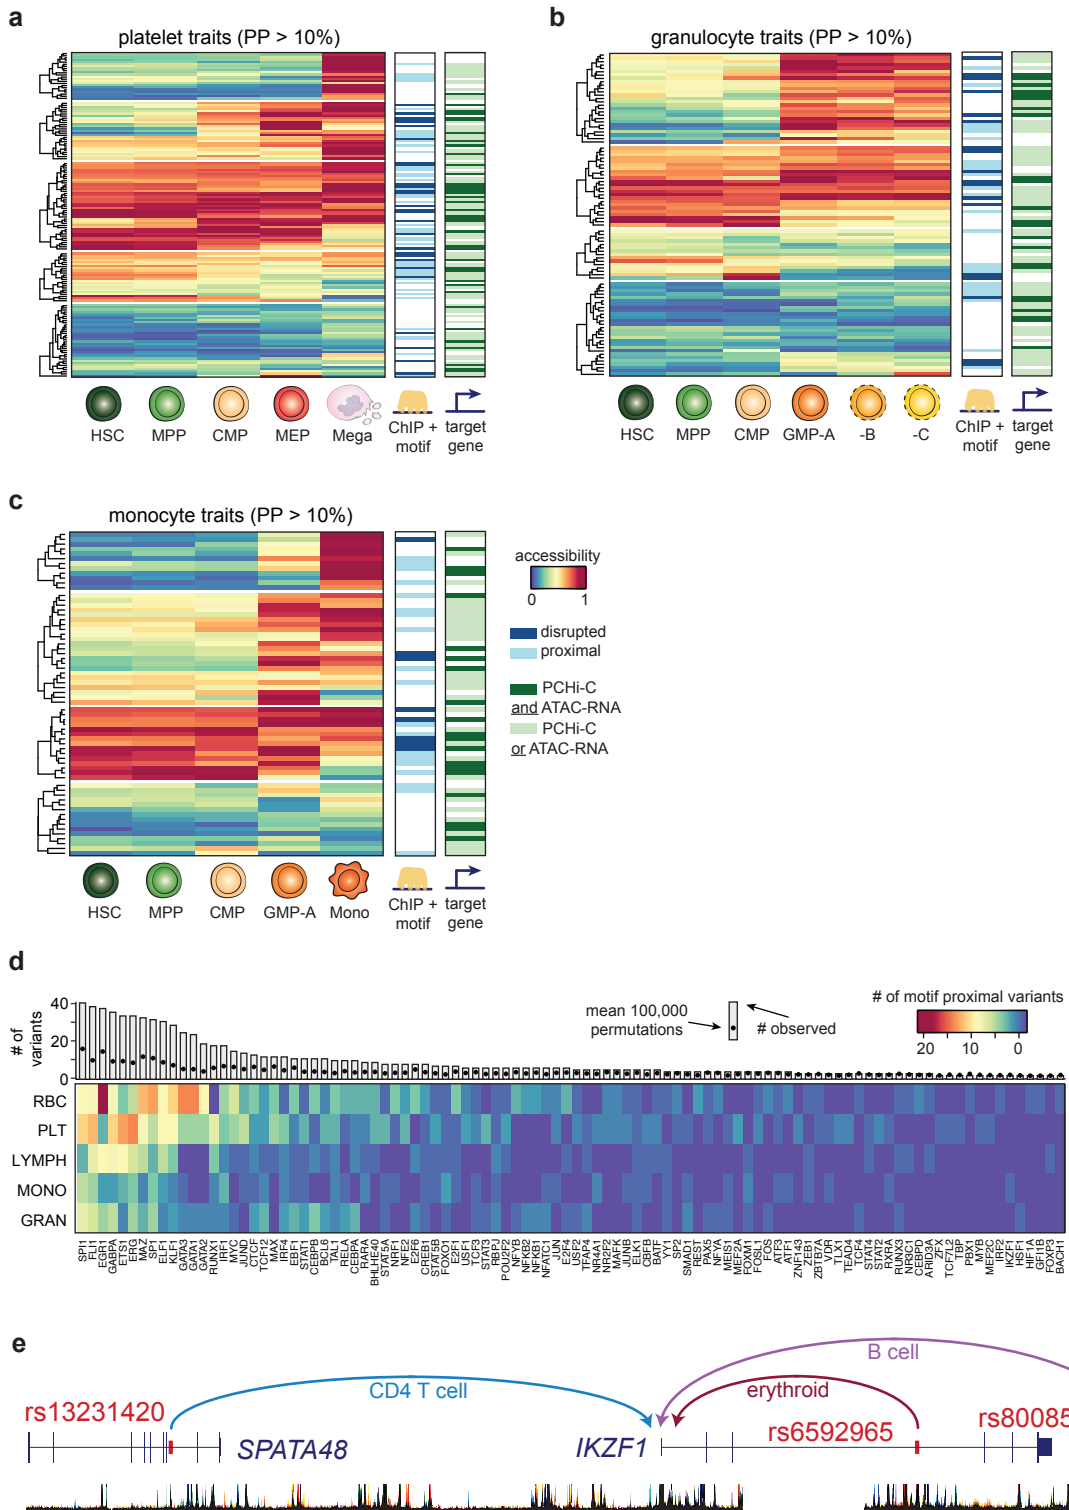 a
platelet traits (PP > 10%)
HSC MPP CMP MEP Mega ChIP + motif target gene
b
granulocyte traits (PP > 10%)
HSC MPP CMP GMP-A -B -C ChIP + motif target gene
c
monocyte traits (PP > 10%)
HSC MPP CMP GMP-A Mono ChIP + motif target gene
accessibility
0 1
disrupted
proximal
PCHi-C
and ATAC-RNA
PCHi-C
or ATAC-RNA
d
# of variants
40
20
0
mean 100,000 permutations
# observed
# of motif proximal variants
20 10 0
RBC
PLT
LYMPH
MONO
GRAN
SPI1 FLI1 EGR1 GABPA ETS1 ERG MAZ SP1 ELF1 KLF1 GATA3 GATA1 GATA2 RUNX1 IRF1 MYC JUND CTCF TCF12 MAX IRF4 EBF1 STAT1 CEBPB BCL6 TAL1 RELA CEBPA RARA BHLHE40 STAT5A NRF1 NFE2 E2F6 CREB1 STAT5B FOXO1 E2F1 USF1 TCF3 STAT3 RBPJ POU2F2 NFYB NFKB2 NFKB1 NFATC1 JUN E2F4 USF2 TFAP4 NR4A1 NR2F2 MAFK JUNB ELK1 CBFB BATF YY1 SP2 SMAD1 REST PAX5 NFYA MEIS1 MEF2A FOXM1 FOSL1 FOS ATF3 ATF1 ZNF143 ZEB1 ZBTB7A VDR TLX1 TEAD4 TCF4 STAT4 STAT2 RXRA RUNX3 NR3C1 CEBPD ARID3A ZFX TCF7L2 TBP PBX1 MYB MEF2C IRF2 IKZF1 HSF1 HIF1A GFI1B FOXP3 BACH1
e
B cell
CD4 T cell
erythroid
rs13231420
rs6592965
rs80085
SPATA48
IKZF1